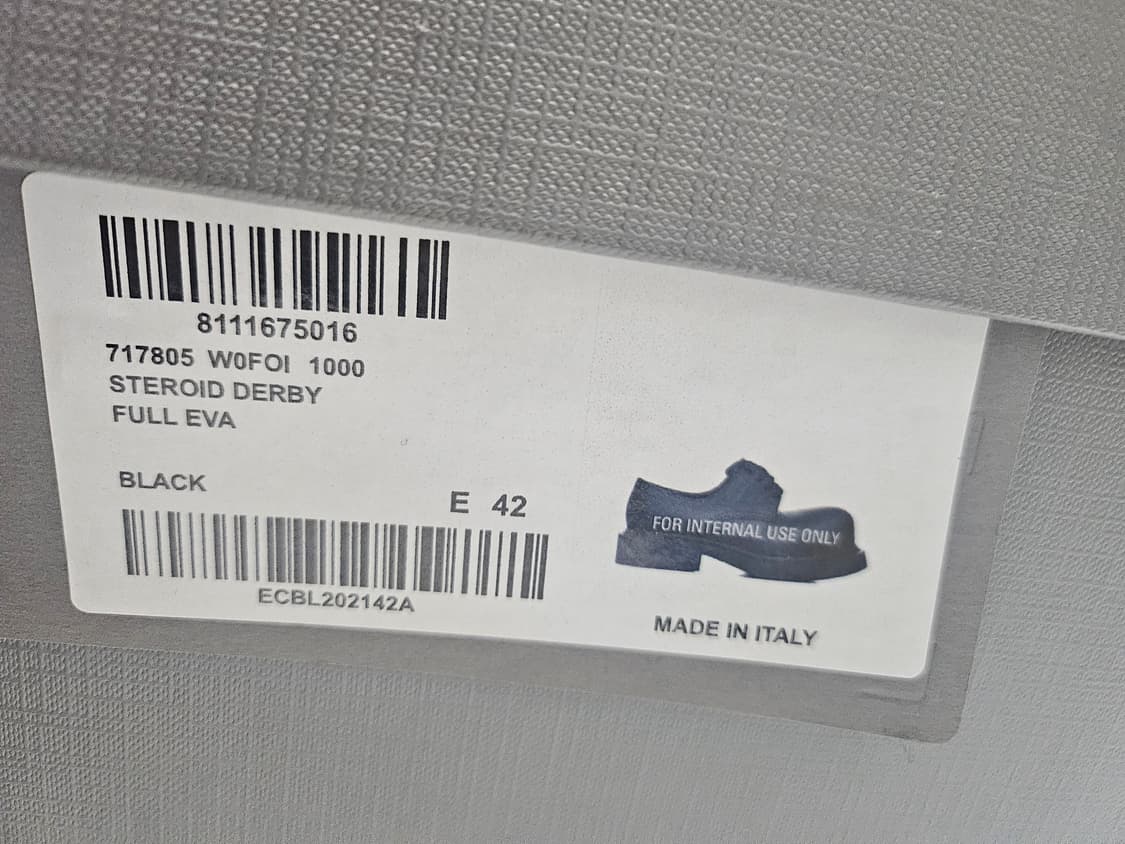 8111675016
717805 W0FOI 1000
STEROID DERBY
FULL EVA
BLACK
E 42
ECBL202142A
FOR INTERNAL USE ONLY
MADE IN ITALY